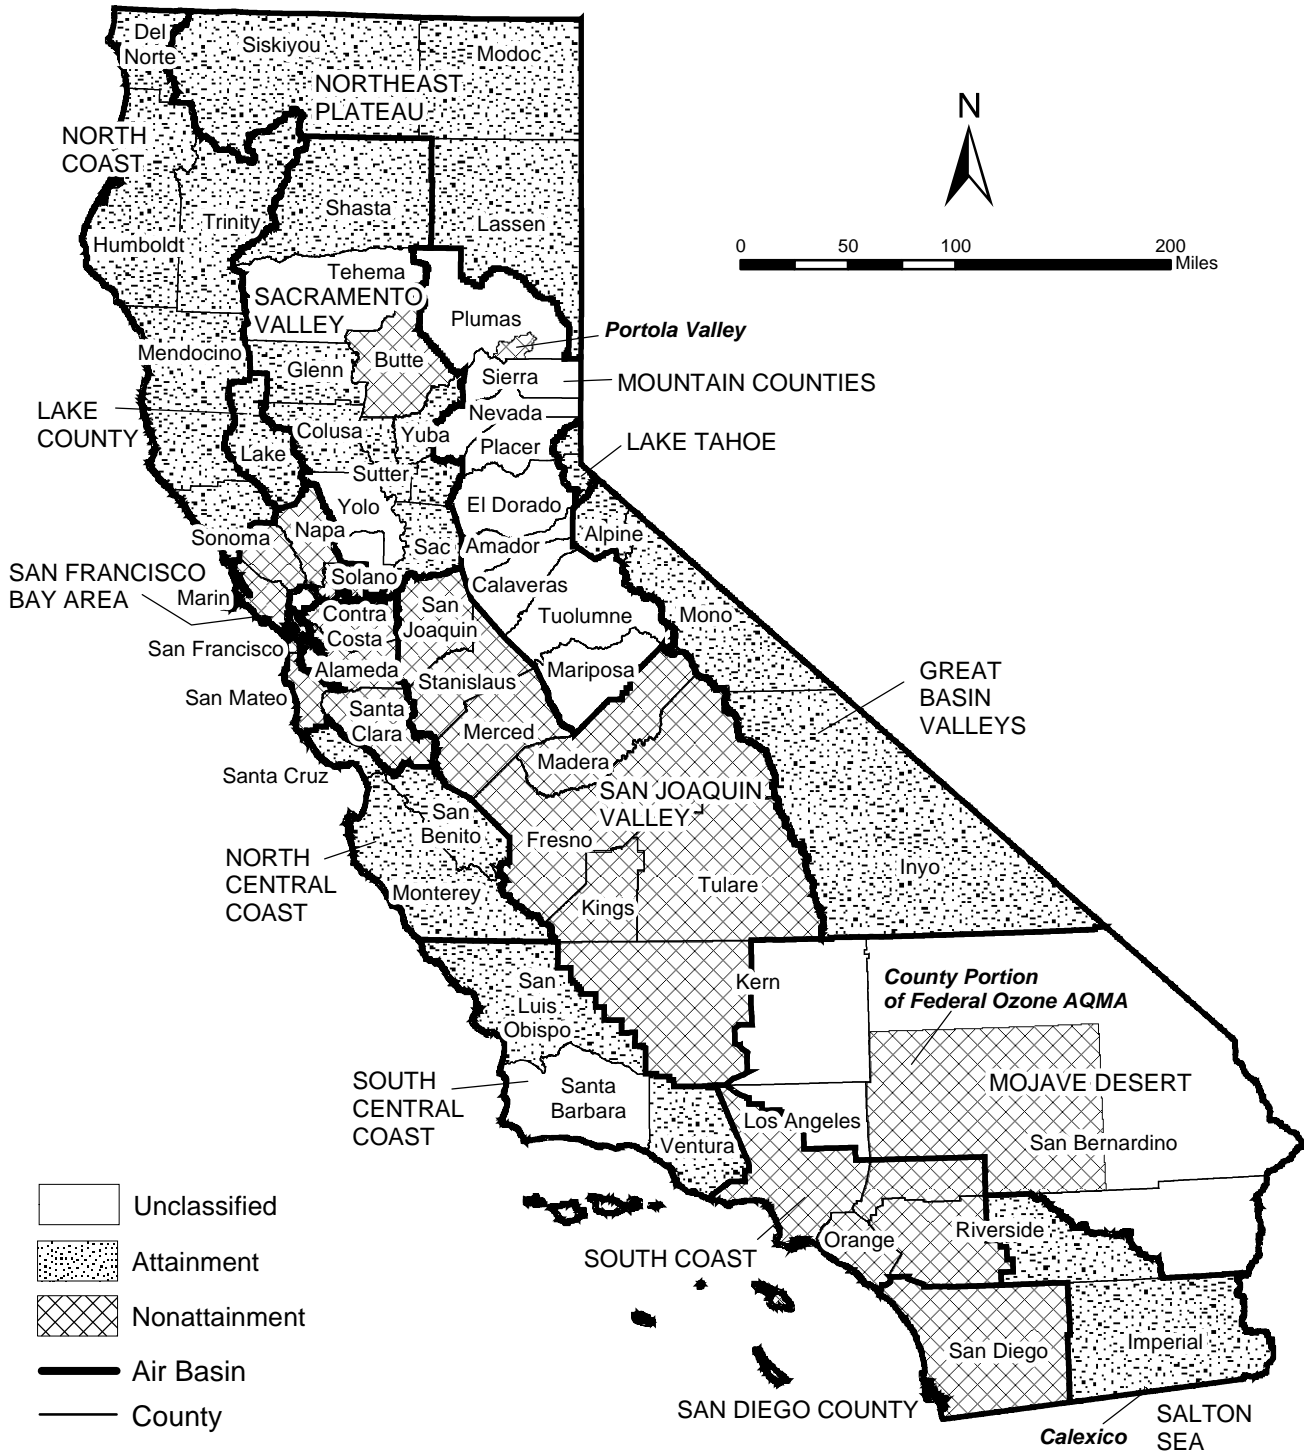 Del
Norte
Siskiyou
Modoc
NORTHEAST
PLATEAU
NORTH
COAST
N
Shasta
Trinity
Lassen
Humboldt
0 50 100 200
Miles
Tehema
SACRAMENTO
VALLEY
Plumas
Portola Valley
Mendocino
Butte
Glenn
Sierra
MOUNTAIN COUNTIES
LAKE
COUNTY
Nevada
Colusa
Yuba
Placer
LAKE TAHOE
Lake
Sutter
Yolo
El Dorado
Napa
Sonoma
Sac
Amador
Alpine
SAN FRANCISCO
BAY AREA
Solano
Calaveras
Marin
San
Joaquin
Contra
Costa
Tuolumne
Mono
San Francisco
Alameda
Stanislaus
Mariposa
GREAT
BASIN
VALLEYS
San Mateo
Santa
Clara
Merced
Madera
Santa Cruz
SAN JOAQUIN
VALLEY
San
Benito
Fresno
NORTH
CENTRAL
COAST
Inyo
Monterey
Tulare
Kings
San
Luis
Obispo
Kern
County Portion
of Federal Ozone AQMA
SOUTH
CENTRAL
COAST
Santa
Barbara
MOJAVE DESERT
Los Angeles
San Bernardino
Ventura
Unclassified
Attainment
Nonattainment
Air Basin
County
Orange
Riverside
SOUTH COAST
San Diego
Imperial
SAN DIEGO COUNTY
Calexico
SALTON
SEA